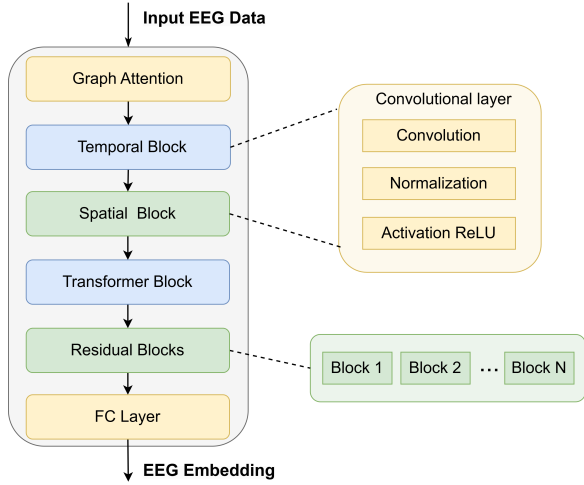 Input EEG Data
Graph Attention
Temporal Block
Spatial Block
Transformer Block
Residual Blocks
FC Layer
EEG Embedding
Convolutional layer
Convolution
Normalization
Activation ReLU
Block 1
Block 2
...
Block N